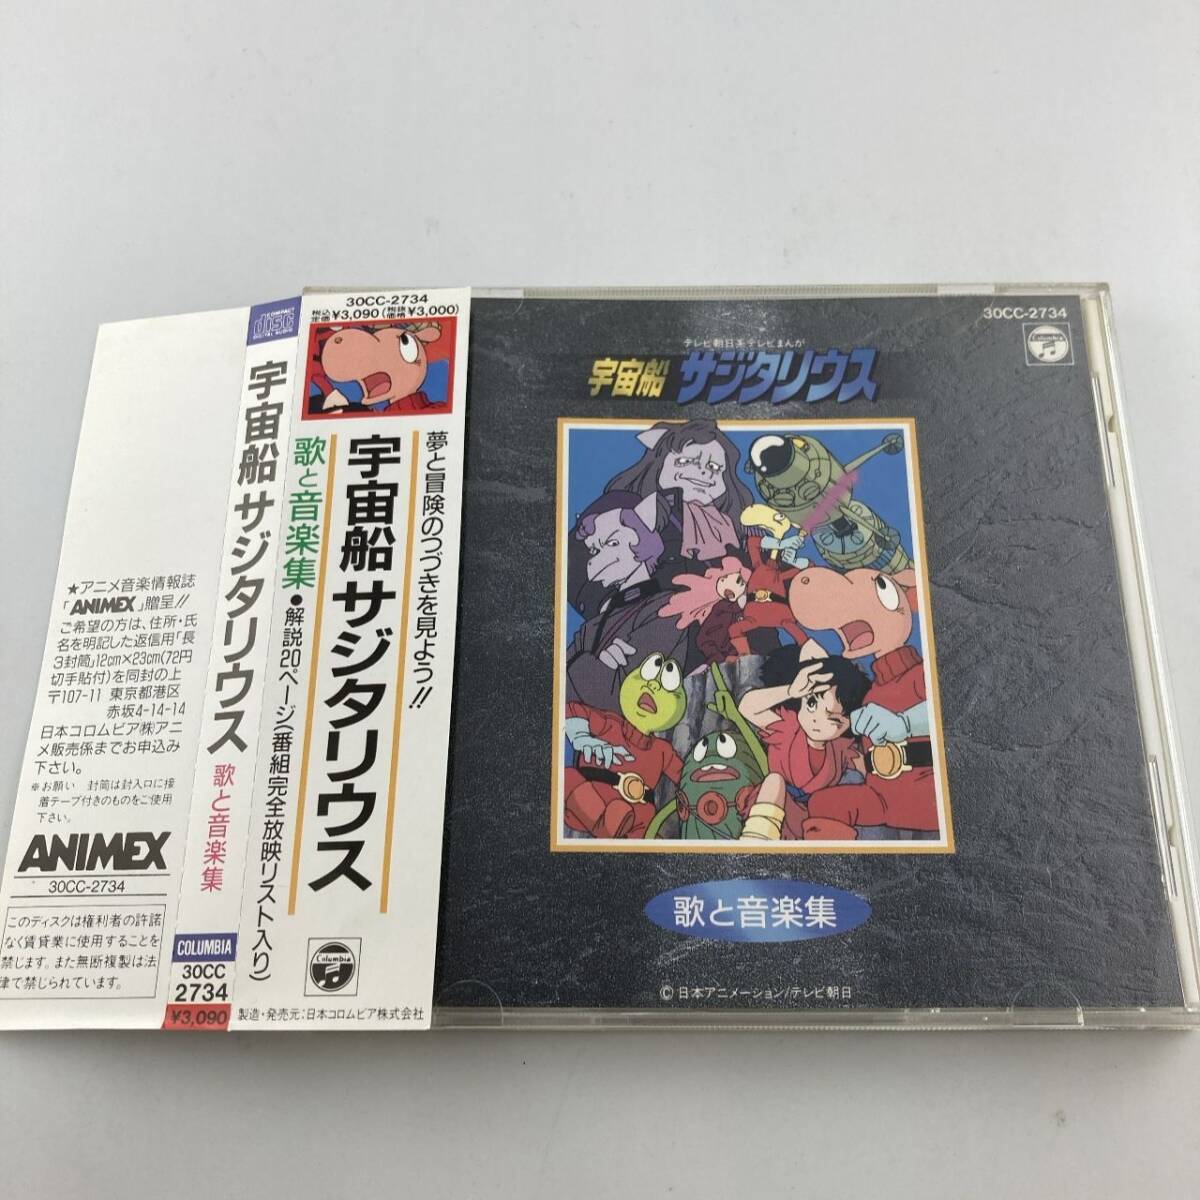 ★アニメ音楽情報誌
「ANIMEX」贈呈!!
ご希望の方は、住所・氏
名を明記した返信用「長
3封筒」12cm×23cm(72円
切手貼付)を同封の上
〒107-11 東京都港区
赤坂4-14-14
日本コロムビア(株)アニ
メ販売係までお申込み
下さい。
※お願い 封筒は封入口に接
着テープ付きのものをご使用
下さい。
ANIMEX
30CC-2734
このディスクは権利者の許諾
なく賃貸業に使用することを
禁じます。また無断複製は法
律で禁じられています。
COMPACT
disc
DIGITAL AUDIO
宇宙船 サジタリウス 歌と音楽集
COLUMBIA
30CC
2734
¥3,090
30CC-2734
税込定価¥3,090(税抜価格¥3,000)
夢と冒険のつづきを見よう!!
宇宙船 サジタリウス
歌と音楽集●解説20ページ(番組完全放映リスト入り)
Columbia
製造・発売元:日本コロムビア株式会社
30CC-2734
Columbia
テレビ朝日系テレビまんが
宇宙船 サジタリウス
歌と音楽集
© 日本アニメーション/テレビ朝日